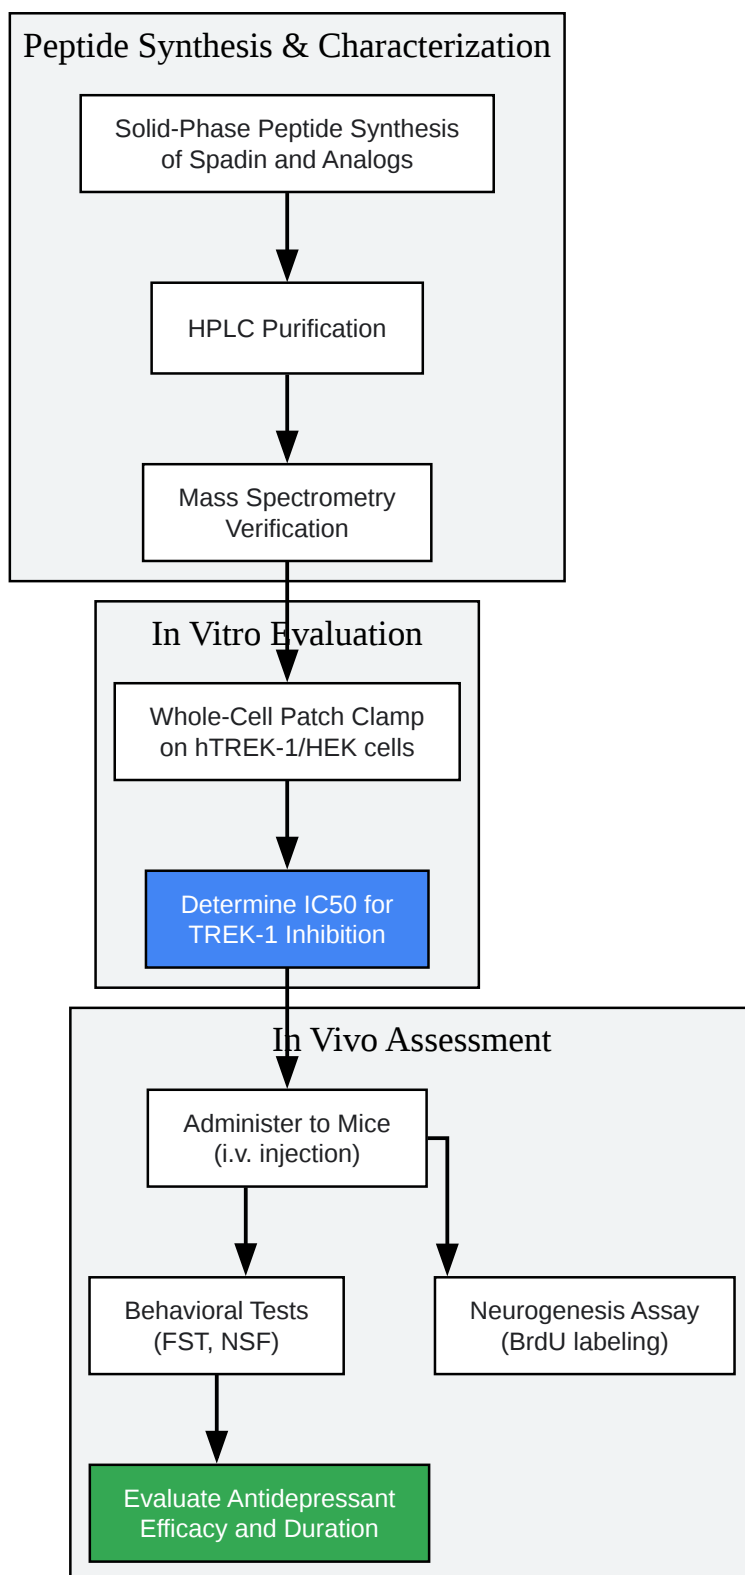 Peptide Synthesis & Characterization
Solid-Phase Peptide Synthesis
of Spadin and Analogs
HPLC Purification
Mass Spectrometry
Verification
In Vitro Evaluation
Whole-Cell Patch Clamp
on hTREK-1/HEK cells
Determine IC50 for
TREK-1 Inhibition
In Vivo Assessment
Administer to Mice
(i.v. injection)
Behavioral Tests
(FST, NSF)
Neurogenesis Assay
(BrdU labeling)
Evaluate Antidepressant
Efficacy and Duration